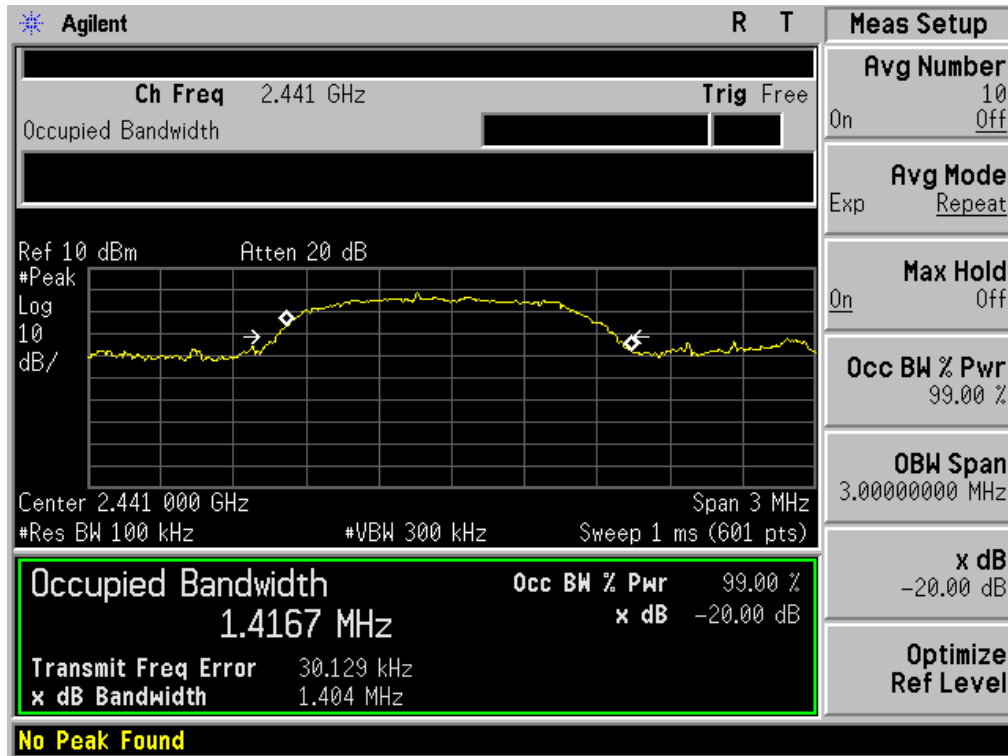 Agilent R T
Ch Freq 2.441 GHz Trig Free
Occupied Bandwidth
Ref 10 dBm Atten 20 dB
#Peak
Log
10
dB/
Center 2.441 000 GHz Span 3 MHz
#Res BW 100 kHz #VBW 300 kHz Sweep 1 ms (601 pts)
Occupied Bandwidth Occ BW % Pwr 99.00 %
1.4167 MHz x dB -20.00 dB
Transmit Freq Error 30.129 kHz
x dB Bandwidth 1.404 MHz
No Peak Found
Meas Setup
Avg Number
10
On Off
Avg Mode
Exp Repeat
Max Hold
On Off
Occ BW % Pwr
99.00 %
OBW Span
3.00000000 MHz
x dB
-20.00 dB
Optimize
Ref Level